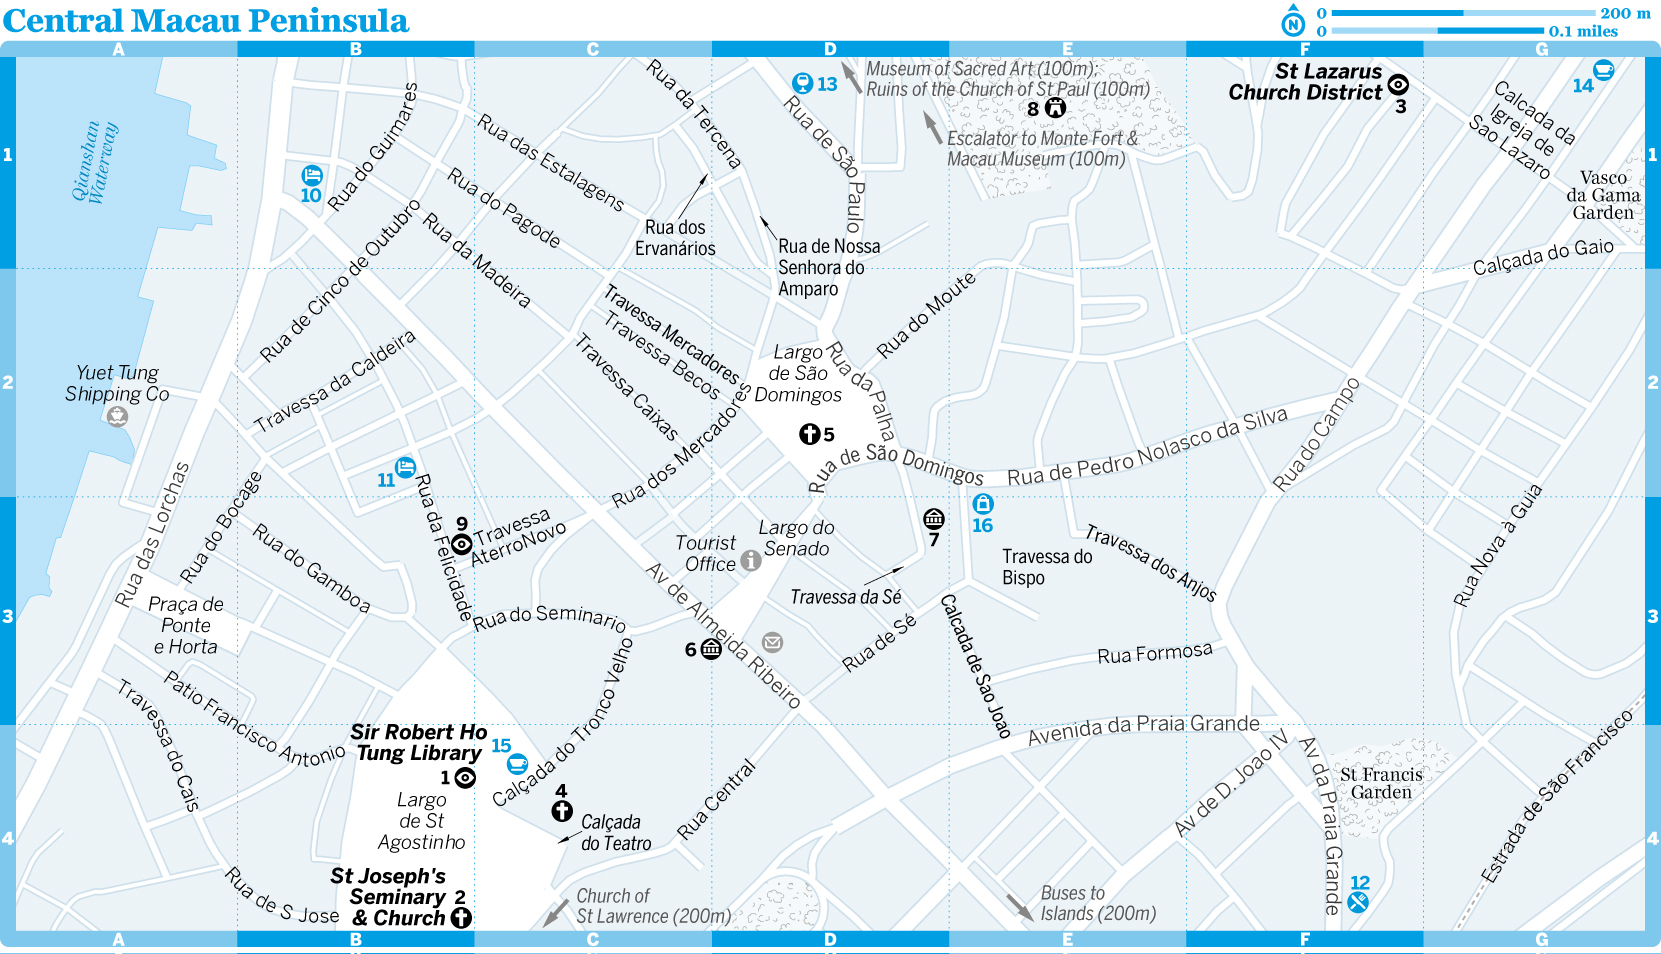 Central Macau Peninsula
N
0 200 m
0 0.1 miles
A B C D E F G
1
2
3
4
1
2
3
4
Qianshan
Waterway
Rua do Guimares
10
Rua da Tercena
Rua das Estalagens
Rua do Pagode
Rua da Madeira
Rua de Cinco de Outubro
Rua dos
Ervanários
13
Rua de São Paulo
Museum of Sacred Art (100m);
Ruins of the Church of St Paul (100m)
8
Escalator to Monte Fort &
Macau Museum (100m)
Rua de Nossa
Senhora do
Amparo
St Lazarus
Church District
3
14
Calçada da
Igreja de
Sao Lazaro
Vasco
da Gama
Garden
Calçada do Gaio
Yuet Tung
Shipping Co
Travessa da Caldeira
11
Travessa Mercadores
Travessa Becos
Travessa Caixas
Rua dos Mercadores
Largo
de São
Domingos
5
Rua da Palha
Rua do Moute
Rua de São Domingos
Rua de Pedro Nolasco da Silva
Rua do Campo
Rua das Lorchas
Rua do Bocage
Rua do Gamboa
Rua da Felicidade
9
Travessa
AterroNovo
Praça de
Ponte
e Horta
Rua do Seminario
Tourist
Office
Largo do
Senado
7
16
Travessa do
Bispo
Travessa dos Anjos
Travessa da Sé
Rua de Sé
Calcada de Sao Joao
Av de Almeida Ribeiro
6
Rua Formosa
Rua Nova à Guia
Patio Francisco Antonio
Travessa do Cais
Calçada do Tronco Velho
Sir Robert Ho
Tung Library
1
15
Largo
de St
Agostinho
4
Calçada
do Teatro
Rua Central
Avenida da Praia Grande
Av de D. Joao IV
Av da Praia Grande
St Francis
Garden
Estrada de São Francisco
Rua de S Jose
St Joseph's
Seminary
& Church
2
Church of
St Lawrence (200m)
Buses to
Islands (200m)
12
A B C D E F G